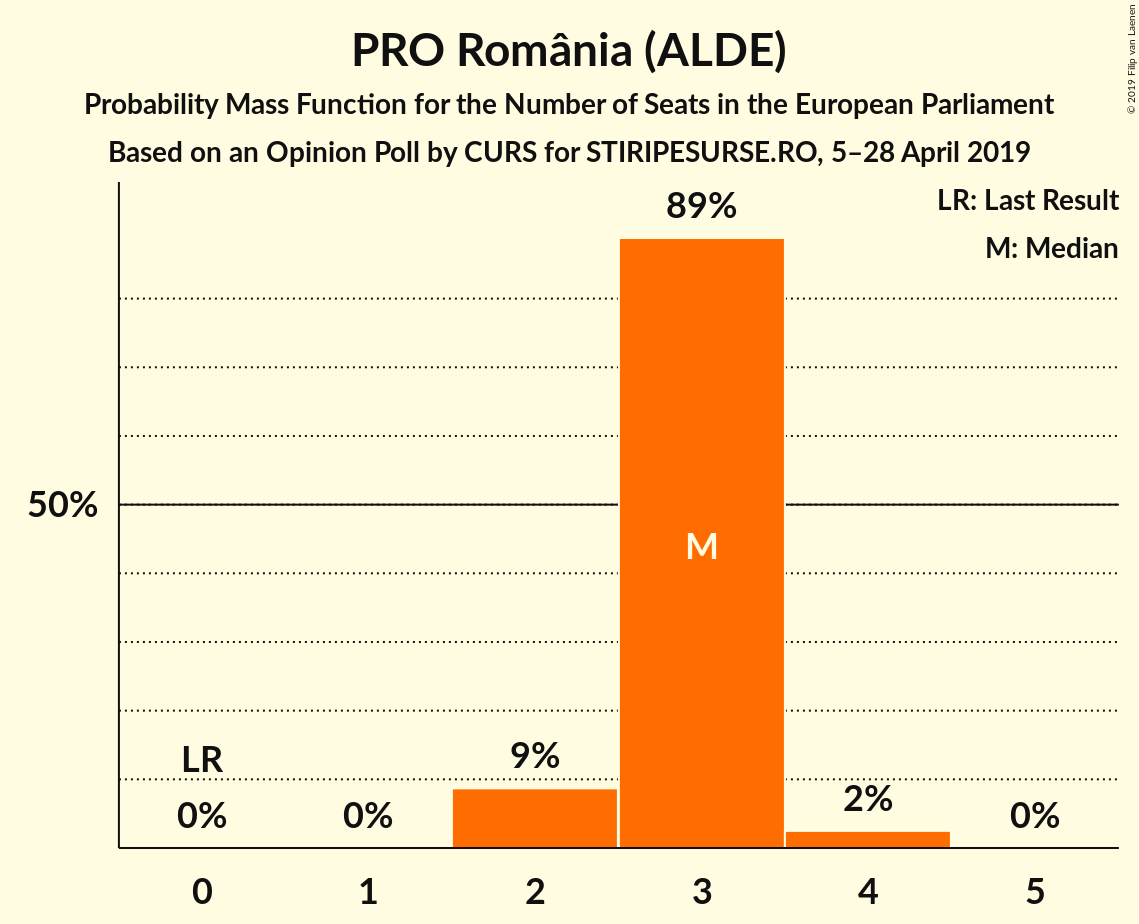 PRO România (ALDE)
Probability Mass Function for the Number of Seats in the European Parliament
Based on an Opinion Poll by CURS for STIRIPESURSE.RO, 5–28 April 2019
© 2019 Filip van Laenen
LR: Last Result
M: Median
89%
50%
M
LR
9%
0%
0%
2%
0%
0
1
2
3
4
5